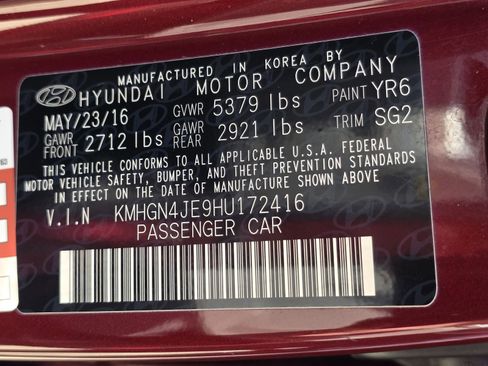 MANUFACTURED IN KOREA BY
HYUNDAI MOTOR COMPANY
MAY/23/16 GVWR 5379 lbs PAINT YR6
GAWR FRONT 2712 lbs GAWR REAR 2921 lbs TRIM SG2
THIS VEHICLE CONFORMS TO ALL APPLICABLE U.S.A. FEDERAL
MOTOR VEHICLE SAFETY, BUMPER, AND THEFT PREVENTION STANDARDS
IN EFFECT ON THE DATE OF MANUFACTURE SHOWN ABOVE.
V.I.N KMHGN4JE9HU172416
PASSENGER CAR